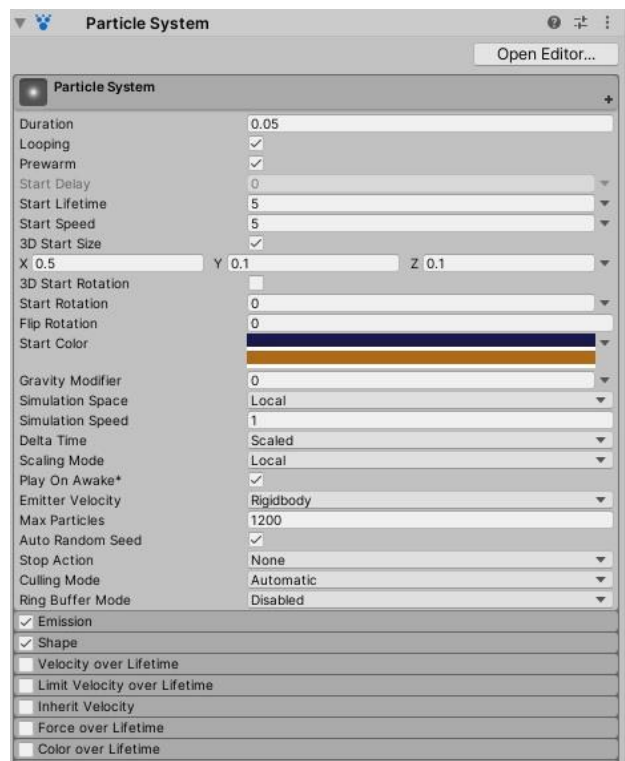 Particle System
Open Editor...
Particle System
Duration 0.05
Looping
Prewarm
Start Delay 0
Start Lifetime 5
Start Speed 5
3D Start Size
X 0.5 Y 0.1 Z 0.1
3D Start Rotation
Start Rotation 0
Flip Rotation 0
Start Color
Gravity Modifier 0
Simulation Space Local
Simulation Speed 1
Delta Time Scaled
Scaling Mode Local
Play On Awake*
Emitter Velocity Rigidbody
Max Particles 1200
Auto Random Seed
Stop Action None
Culling Mode Automatic
Ring Buffer Mode Disabled
Emission
Shape
Velocity over Lifetime
Limit Velocity over Lifetime
Inherit Velocity
Force over Lifetime
Color over Lifetime